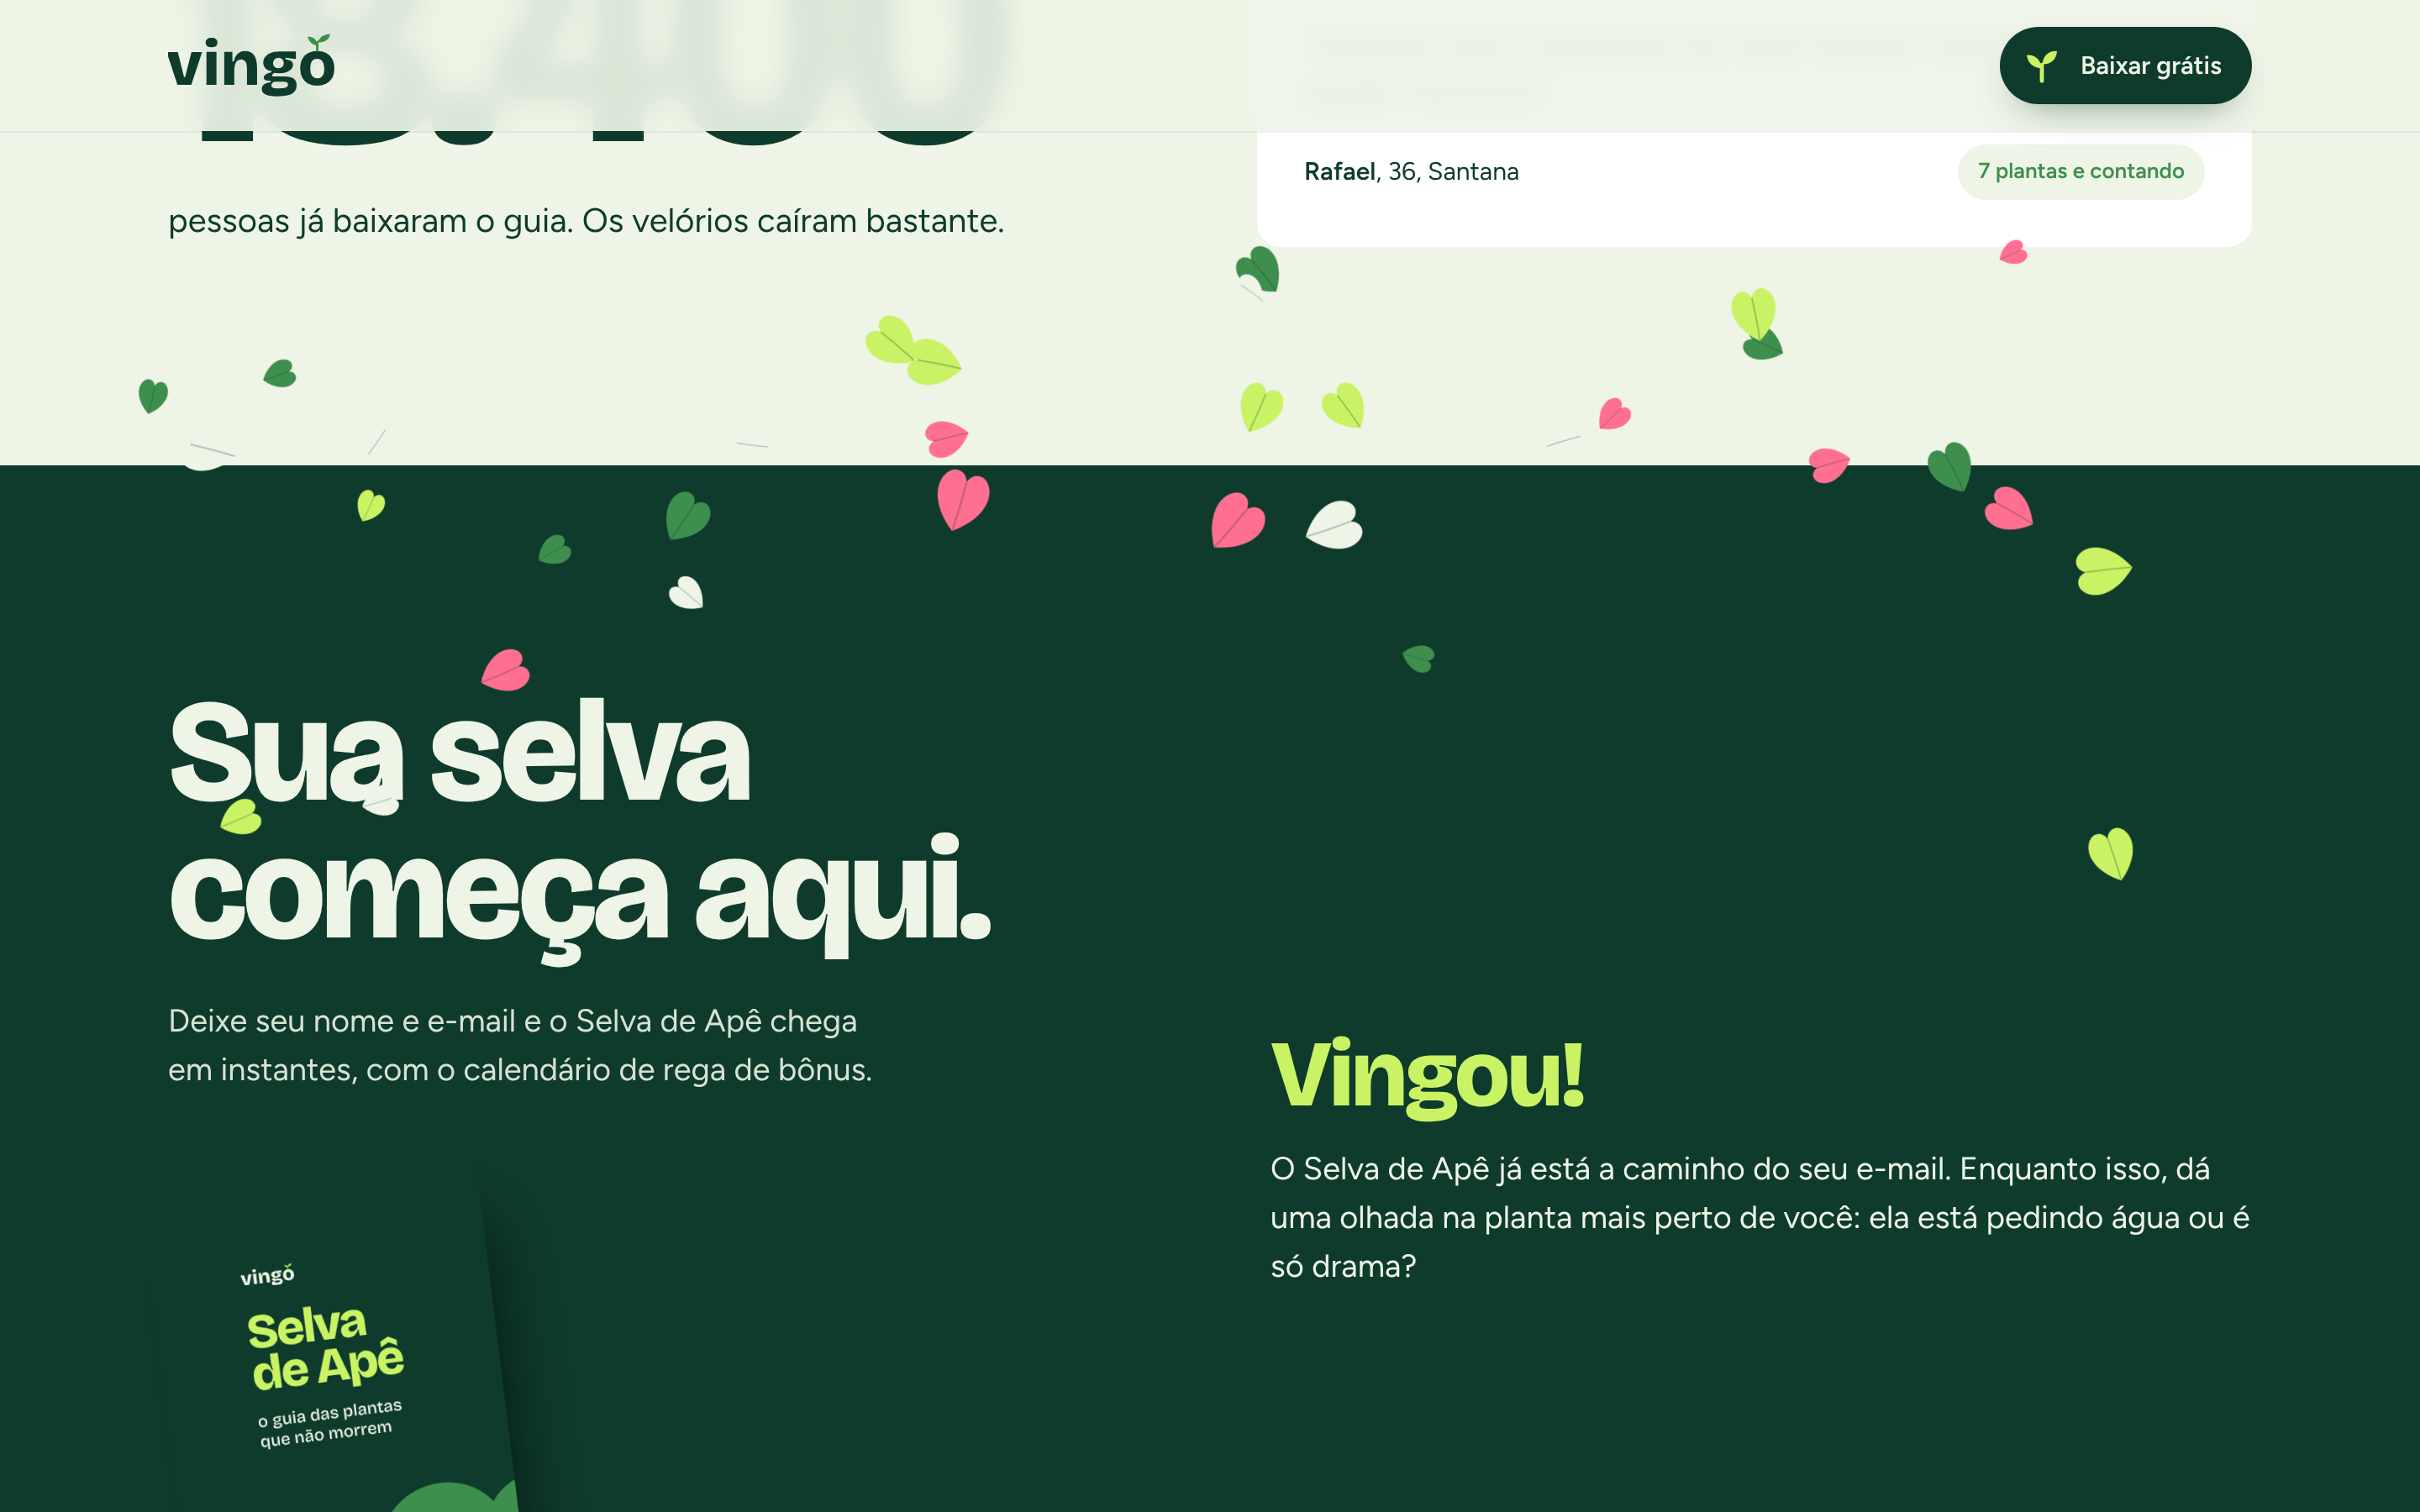 vingo
Baixar grátis
Rafael, 36, Santana
7 plantas e contando
pessoas já baixaram o guia. Os velórios caíram bastante.
Sua selva
começa aqui.
Deixe seu nome e e-mail e o Selva de Apê chega
em instantes, com o calendário de rega de bônus.
Vingou!
O Selva de Apê já está a caminho do seu e-mail. Enquanto isso, dá
uma olhada na planta mais perto de você: ela está pedindo água ou é
só drama?
vingo
Selva
de Apê
o guia das plantas
que não morrem